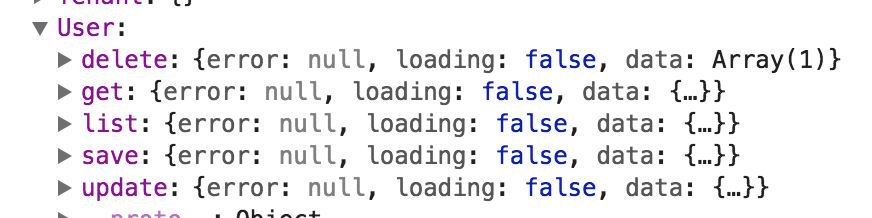 Tenant: {}
▼ User:
▶ delete: {error: null, loading: false, data: Array(1)}
▶ get: {error: null, loading: false, data: {…}}
▶ list: {error: null, loading: false, data: {…}}
▶ save: {error: null, loading: false, data: {…}}
▶ update: {error: null, loading: false, data: {…}}
▶ __proto__: Object